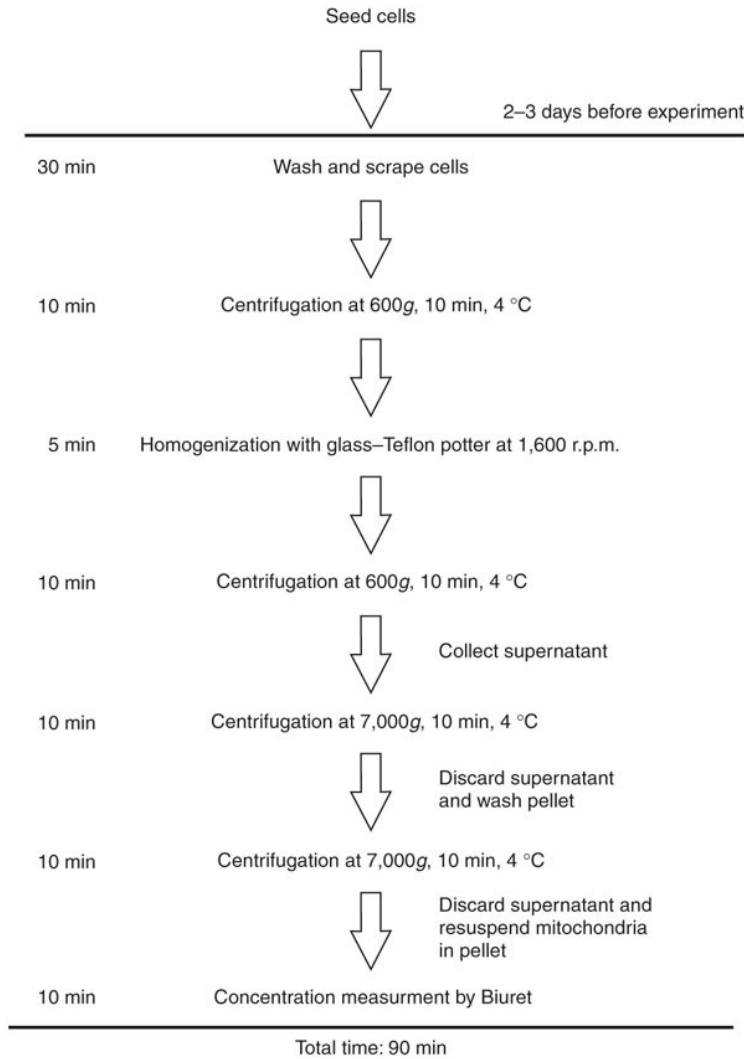 Seed cells
2–3 days before experiment
30 min Wash and scrape cells
10 min Centrifugation at 600g, 10 min, 4 °C
5 min Homogenization with glass–Teflon potter at 1,600 r.p.m.
10 min Centrifugation at 600g, 10 min, 4 °C
Collect supernatant
10 min Centrifugation at 7,000g, 10 min, 4 °C
Discard supernatant
and wash pellet
10 min Centrifugation at 7,000g, 10 min, 4 °C
Discard supernatant and
resuspend mitochondria
in pellet
10 min Concentration measurment by Biuret
Total time: 90 min